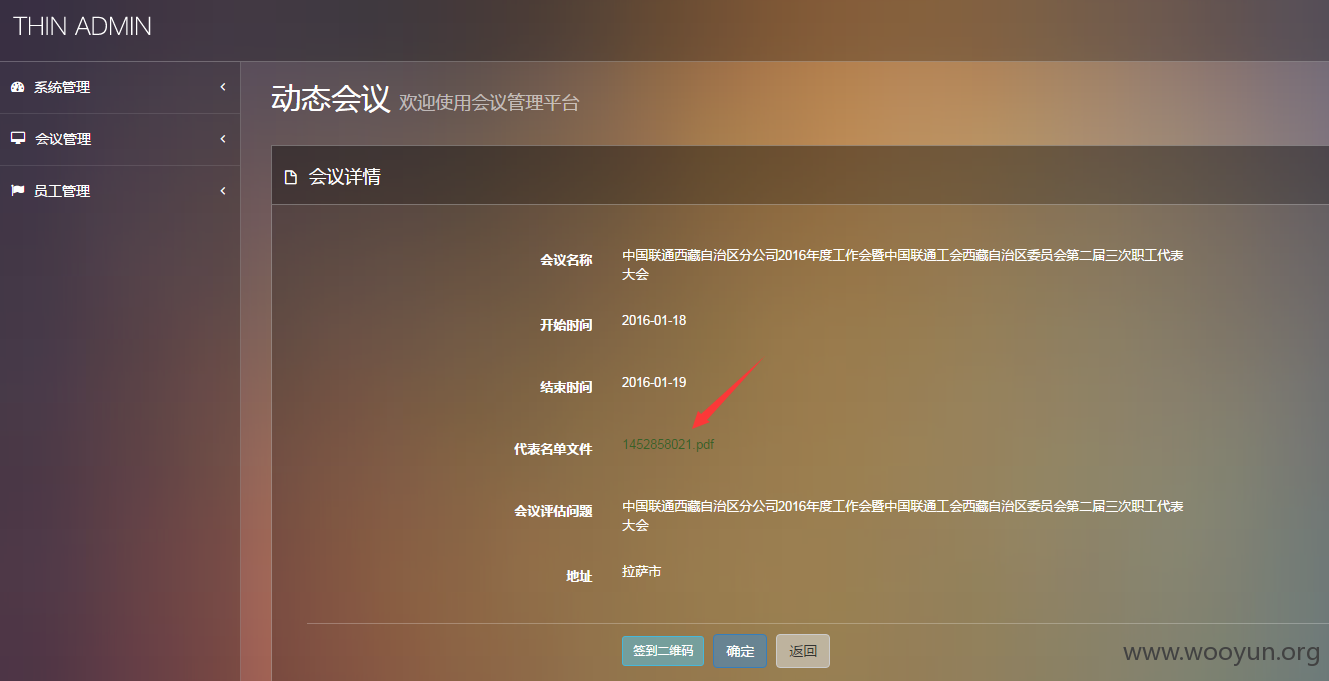 THIN ADMIN
系统管理
会议管理
员工管理
动态会议 欢迎使用会议管理平台
会议详情
会议名称 中国联通西藏自治区分公司2016年度工作会暨中国联通工会西藏自治区委员会第二届三次职工代表
大会
开始时间 2016-01-18
结束时间 2016-01-19
代表名单文件 1452858021.pdf
会议评估问题 中国联通西藏自治区分公司2016年度工作会暨中国联通工会西藏自治区委员会第二届三次职工代表
大会
地址 拉萨市
签到二维码 确定 返回
www.wooyun.org